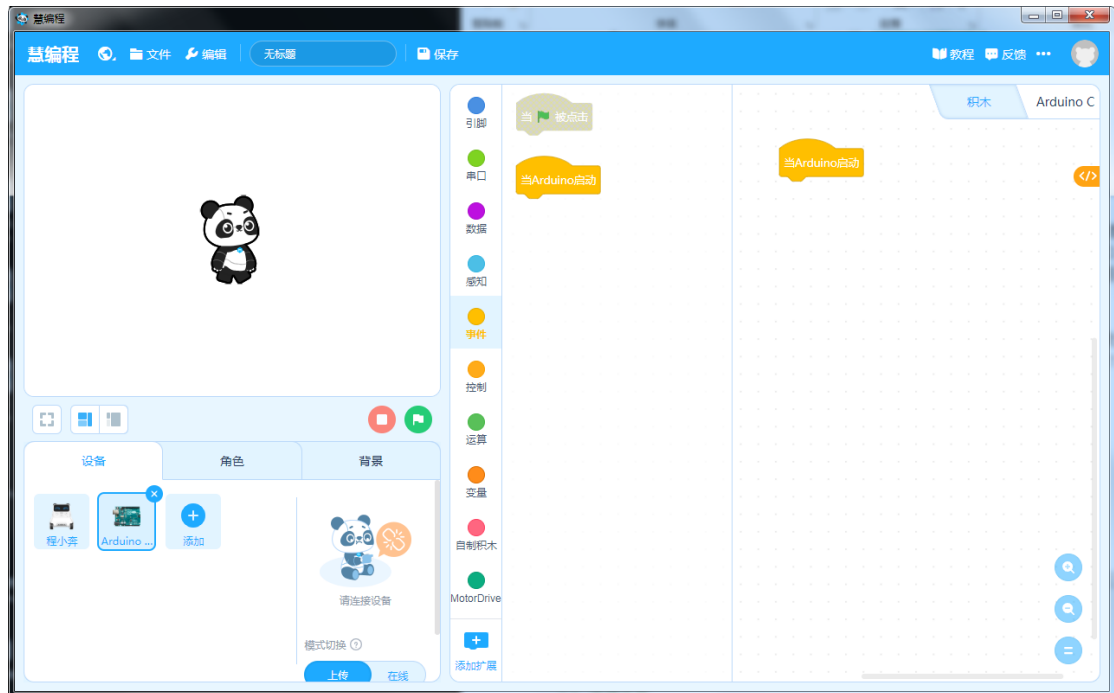 慧编程
慧编程 文件 编辑 无标题 保存 教程 反馈 •••
积木 Arduino C
引脚
串口
数据
感知
事件
控制
运算
变量
自制积木
MotorDrive
添加扩展
当 被点击
当Arduino启动
当Arduino启动
</>
设备 角色 背景
程小奔 Arduino ... 添加
请连接设备
模式切换 ?
上传 在线